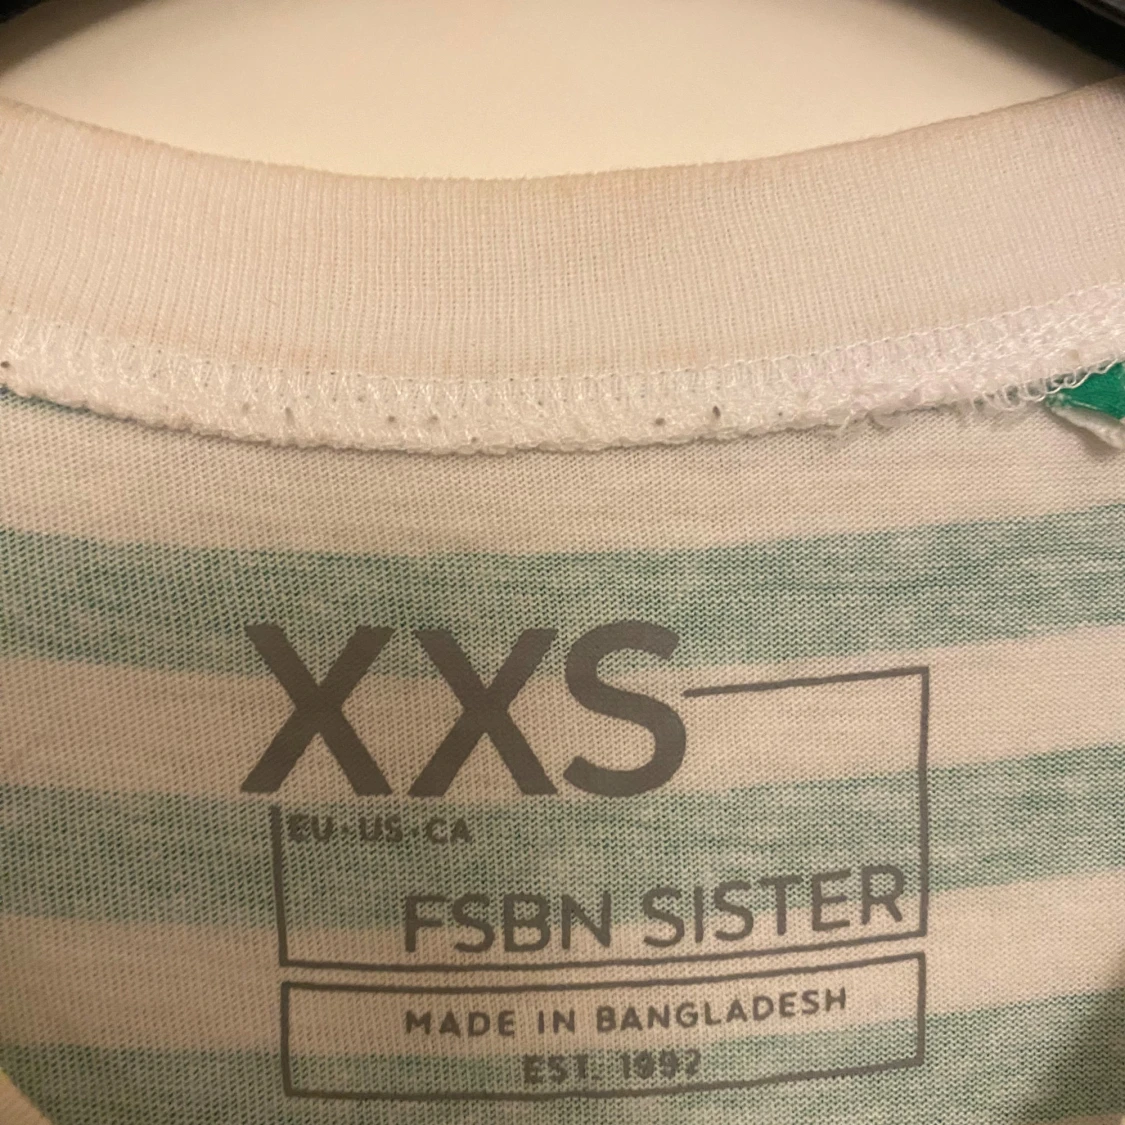 XXS
EU·US·CA
FSBN SISTER
MADE IN BANGLADESH
EST. 1992